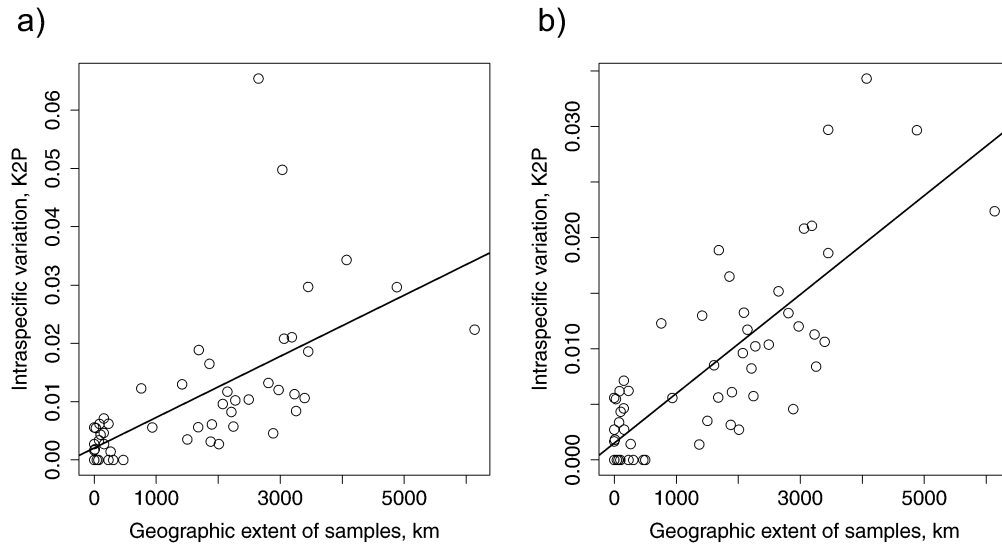 a)
Intraspecific variation, K2P
0.06
0.05
0.04
0.03
0.02
0.01
0.00
0 1000 3000 5000
Geographic extent of samples, km
b)
Intraspecific variation, K2P
0.030
0.020
0.010
0.000
0 1000 3000 5000
Geographic extent of samples, km